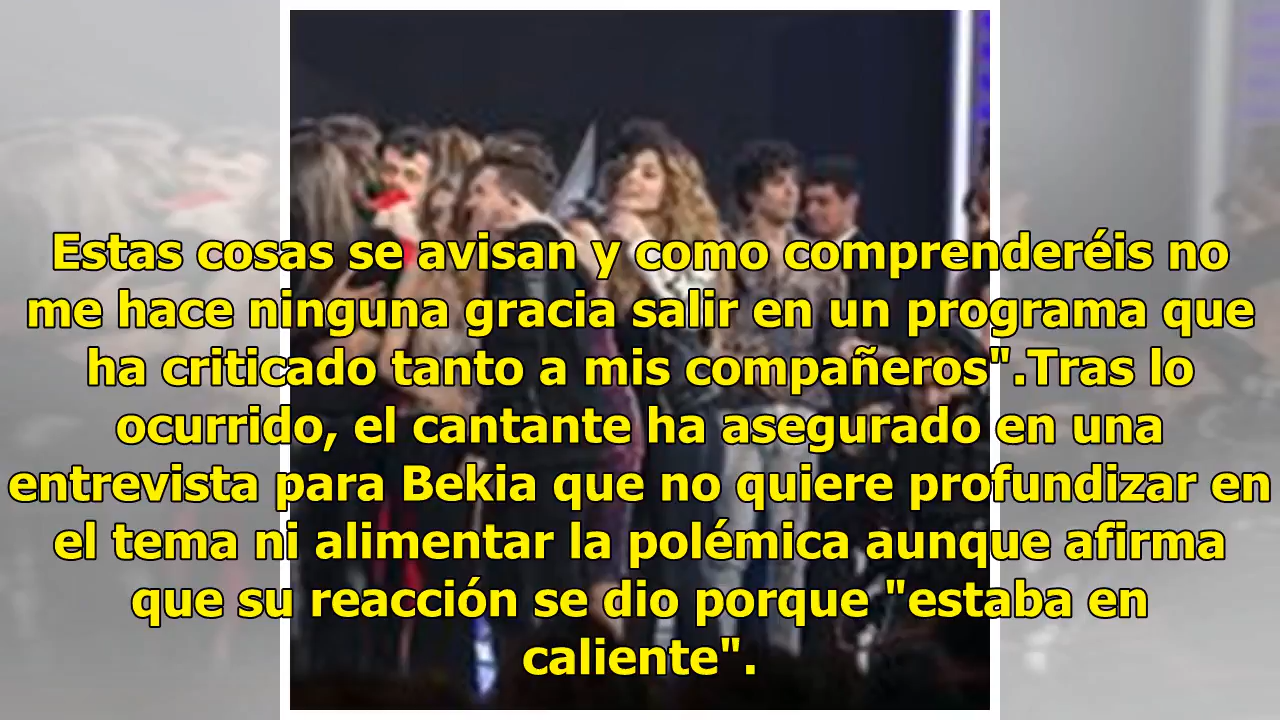 Estas cosas se avisan y como comprenderéis no
me hace ninguna gracia salir en un programa que
ha criticado tanto a mis compañeros".Tras lo
ocurrido, el cantante ha asegurado en una
entrevista para Bekia que no quiere profundizar en
el tema ni alimentar la polémica aunque afirma
que su reacción se dio porque "estaba en
caliente".